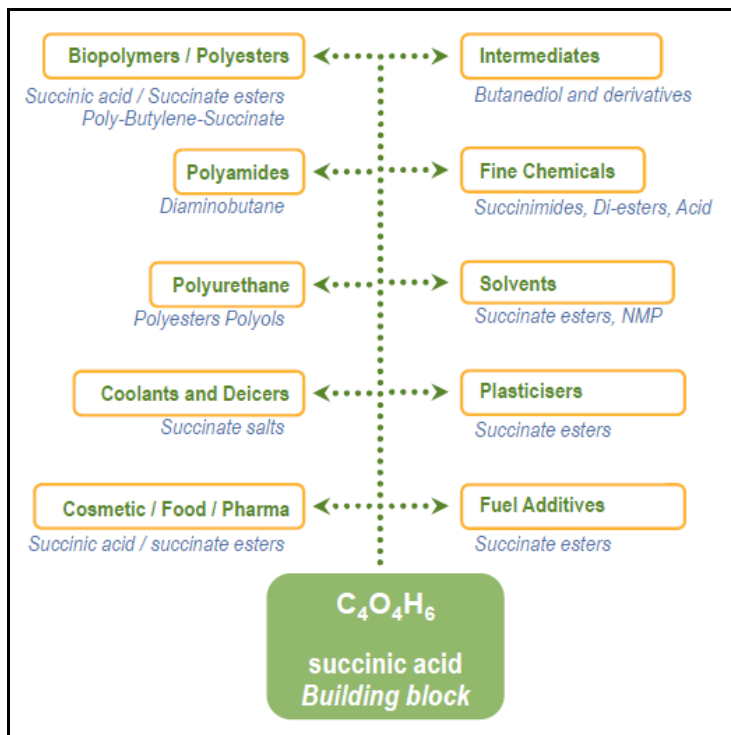 Biopolymers / Polyesters
Succinic acid / Succinate esters
Poly-Butylene-Succinate
Intermediates
Butanediol and derivatives
Polyamides
Diaminobutane
Fine Chemicals
Succinimides, Di-esters, Acid
Polyurethane
Polyesters Polyols
Solvents
Succinate esters, NMP
Coolants and Deicers
Succinate salts
Plasticisers
Succinate esters
Cosmetic / Food / Pharma
Succinic acid / succinate esters
Fuel Additives
Succinate esters
C₄O₄H₆
succinic acid
Building block